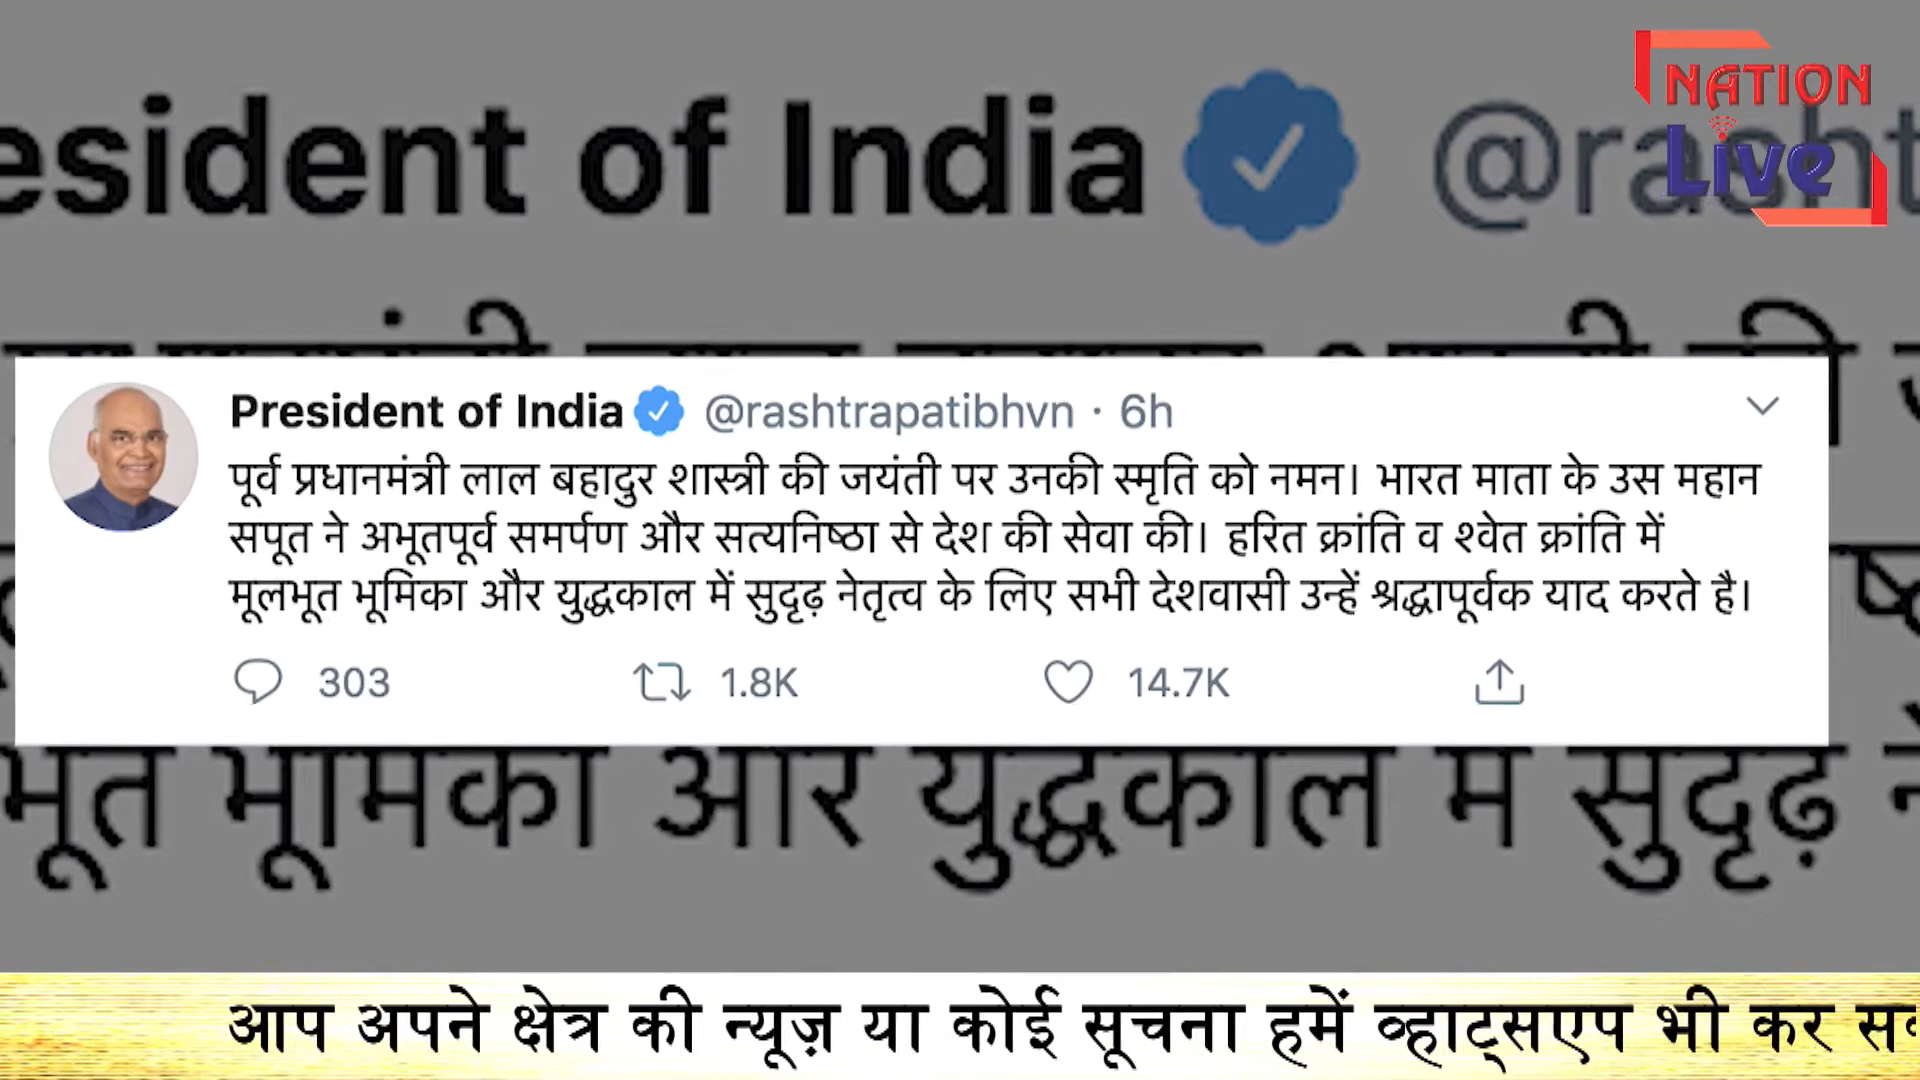 esident of India @rasht
NATION
Live
President of India @rashtrapatibhvn · 6h
पूर्व प्रधानमंत्री लाल बहादुर शास्त्री की जयंती पर उनकी स्मृति को नमन। भारत माता के उस महान
सपूत ने अभूतपूर्व समर्पण और सत्यनिष्ठा से देश की सेवा की। हरित क्रांति व श्वेत क्रांति में
मूलभूत भूमिका और युद्धकाल में सुदृढ़ नेतृत्व के लिए सभी देशवासी उन्हें श्रद्धापूर्वक याद करते है।
303 1.8K 14.7K
भूत भूमिका और युद्धकाल में सुदृढ़ ने
आप अपने क्षेत्र की न्यूज़ या कोई सूचना हमें व्हाट्सएप भी कर सक